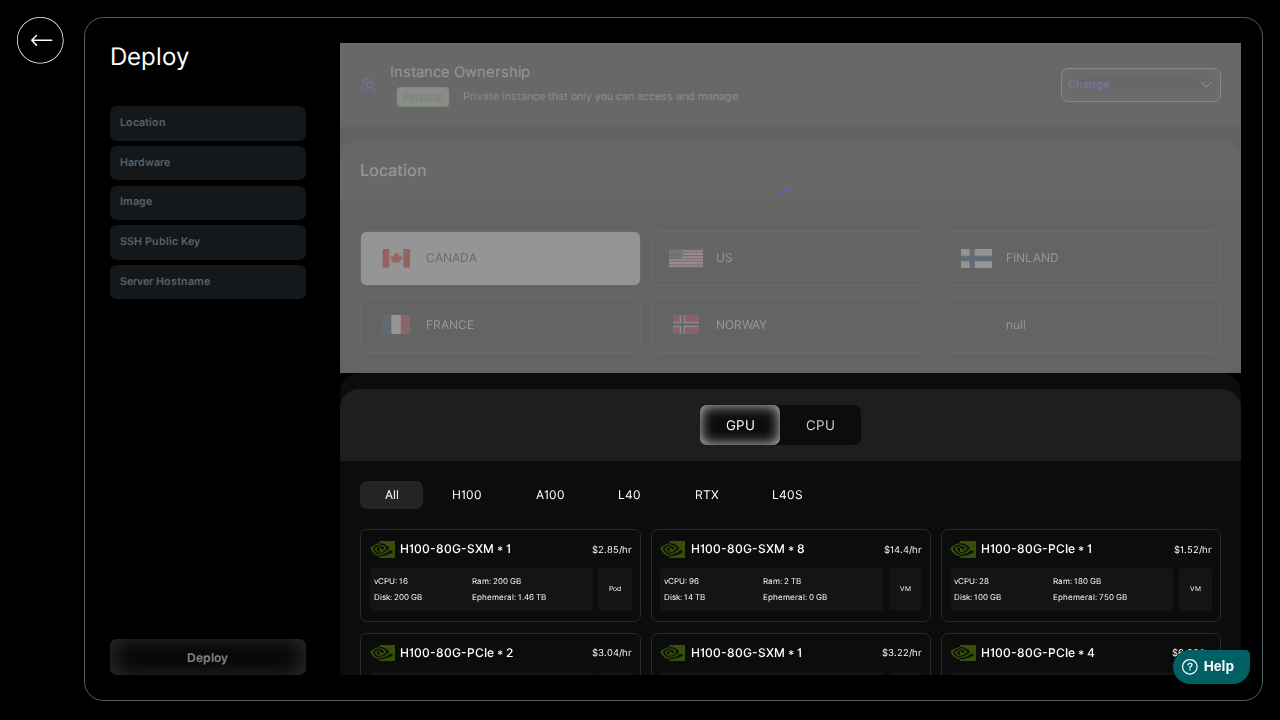 Deploy
Location
Hardware
Image
SSH Public Key
Server Hostname
Deploy
Instance Ownership
Personal
Private instance that only you can access and manage
Change
Location
CANADA
US
FINLAND
FRANCE
NORWAY
null
GPU
CPU
All
H100
A100
L40
RTX
L40S
H100-80G-SXM * 1
$2.85/hr
vCPU: 16
Ram: 200 GB
Disk: 200 GB
Ephemeral: 1.46 TB
Pod
H100-80G-SXM * 8
$14.4/hr
vCPU: 96
Ram: 2 TB
Disk: 14 TB
Ephemeral: 0 GB
VM
H100-80G-PCIe * 1
$1.52/hr
vCPU: 28
Ram: 180 GB
Disk: 100 GB
Ephemeral: 750 GB
VM
H100-80G-PCIe * 2
$3.04/hr
H100-80G-SXM * 1
$3.22/hr
H100-80G-PCIe * 4
Help